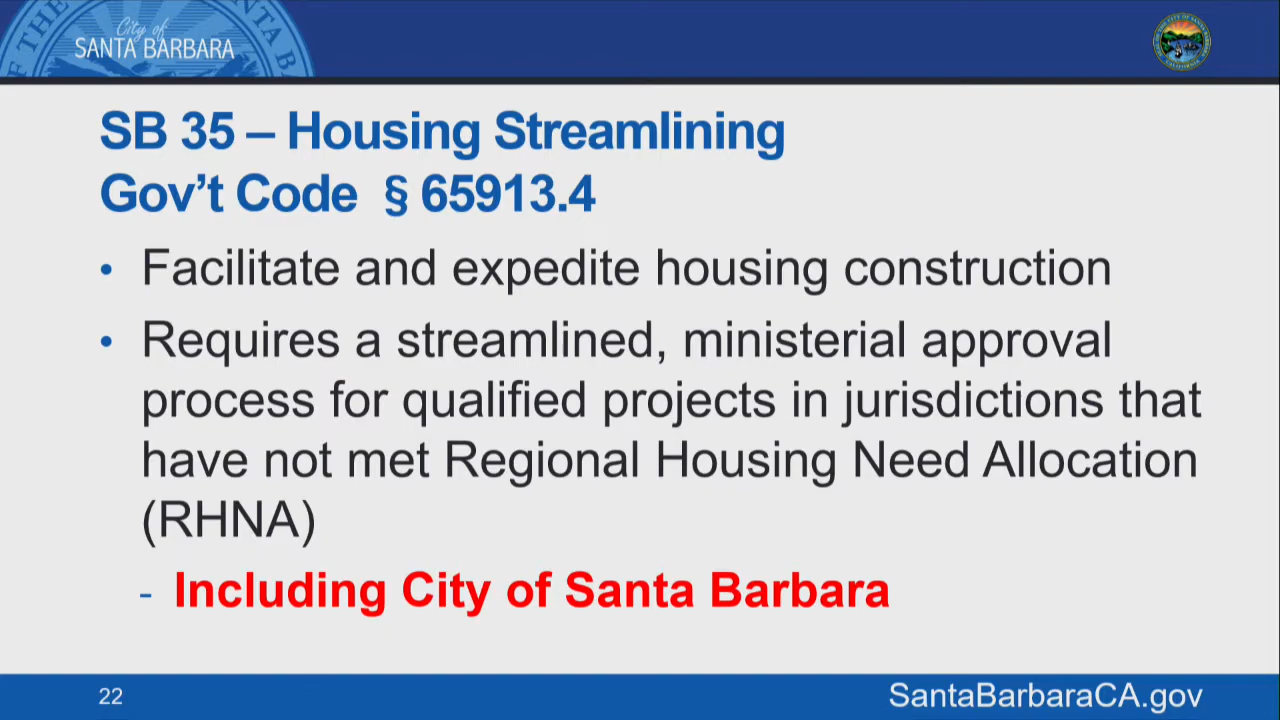 City of
SANTA BARBARA
SB 35 – Housing Streamlining
Gov’t Code § 65913.4
• Facilitate and expedite housing construction
• Requires a streamlined, ministerial approval
process for qualified projects in jurisdictions that
have not met Regional Housing Need Allocation
(RHNA)
- Including City of Santa Barbara
22
SantaBarbaraCA.gov